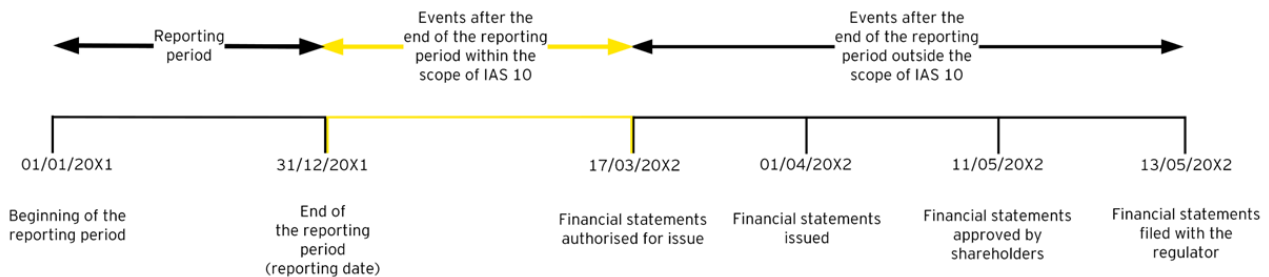 Reporting
period
Events after the
end of the reporting
period within the
scope of IAS 10
Events after the
end of the reporting
period outside the
scope of IAS 10
01/01/20X1
31/12/20X1
17/03/20X2
01/04/20X2
11/05/20X2
13/05/20X2
Beginning of the
reporting period
End of
the reporting
period
(reporting date)
Financial statements
authorised for issue
Financial statements
issued
Financial statements
approved by
shareholders
Financial statements
filed with the
regulator